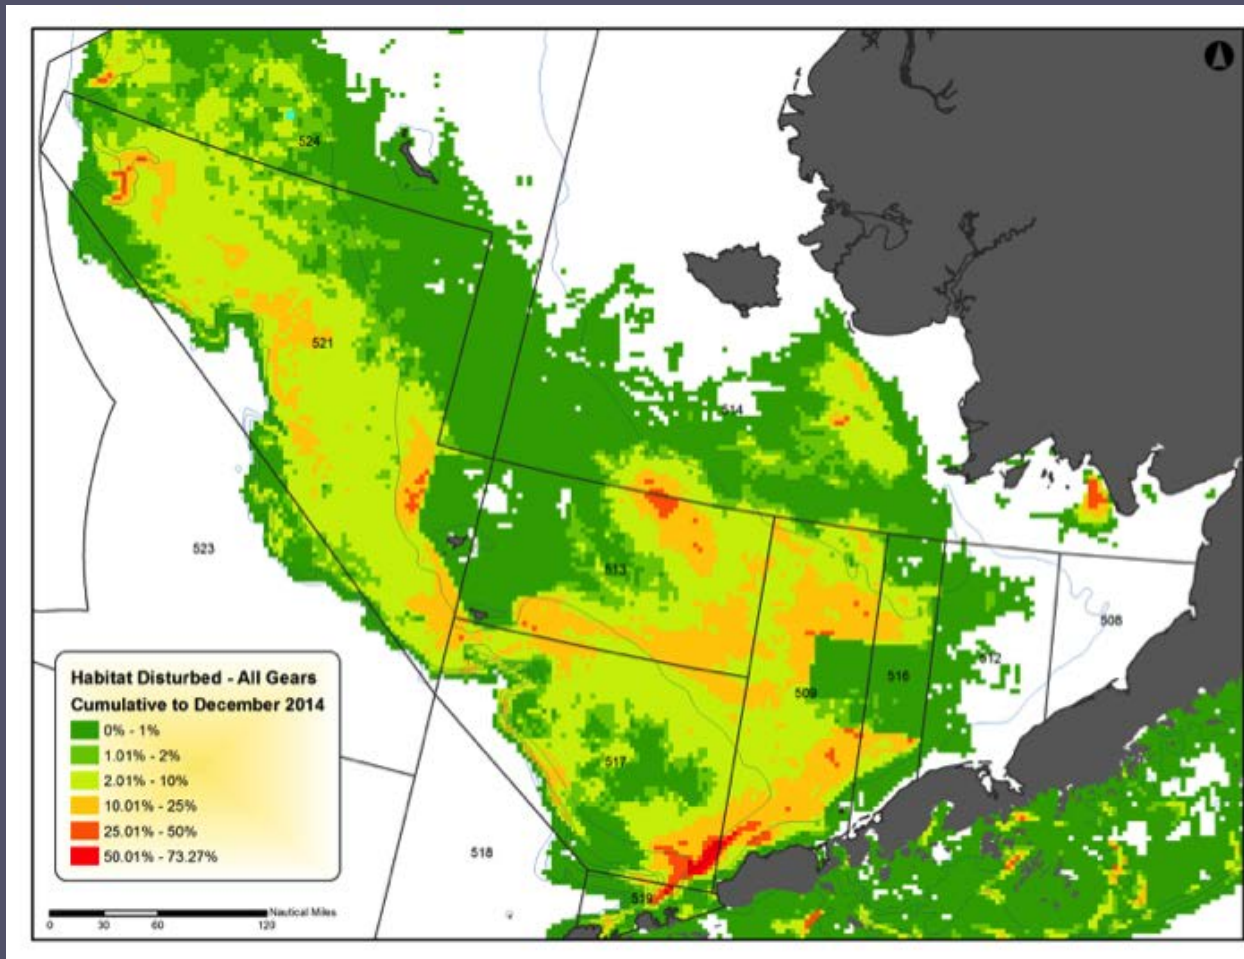 524
521
514
523
513
508
512
516
509
517
518
519
Habitat Disturbed - All Gears
Cumulative to December 2014
0% - 1%
1.01% - 2%
2.01% - 10%
10.01% - 25%
25.01% - 50%
50.01% - 73.27%
Nautical Miles
0 30 60 120